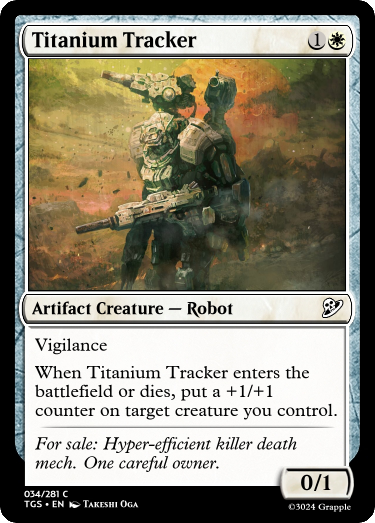 Titanium Tracker 1
Artifact Creature — Robot
Vigilance
When Titanium Tracker enters the
battlefield or dies, put a +1/+1
counter on target creature you control.
For sale: Hyper-efficient killer death
mech. One careful owner.
0/1
034/281 C
TGS • EN Takeshi Oga
©3024 Grapple